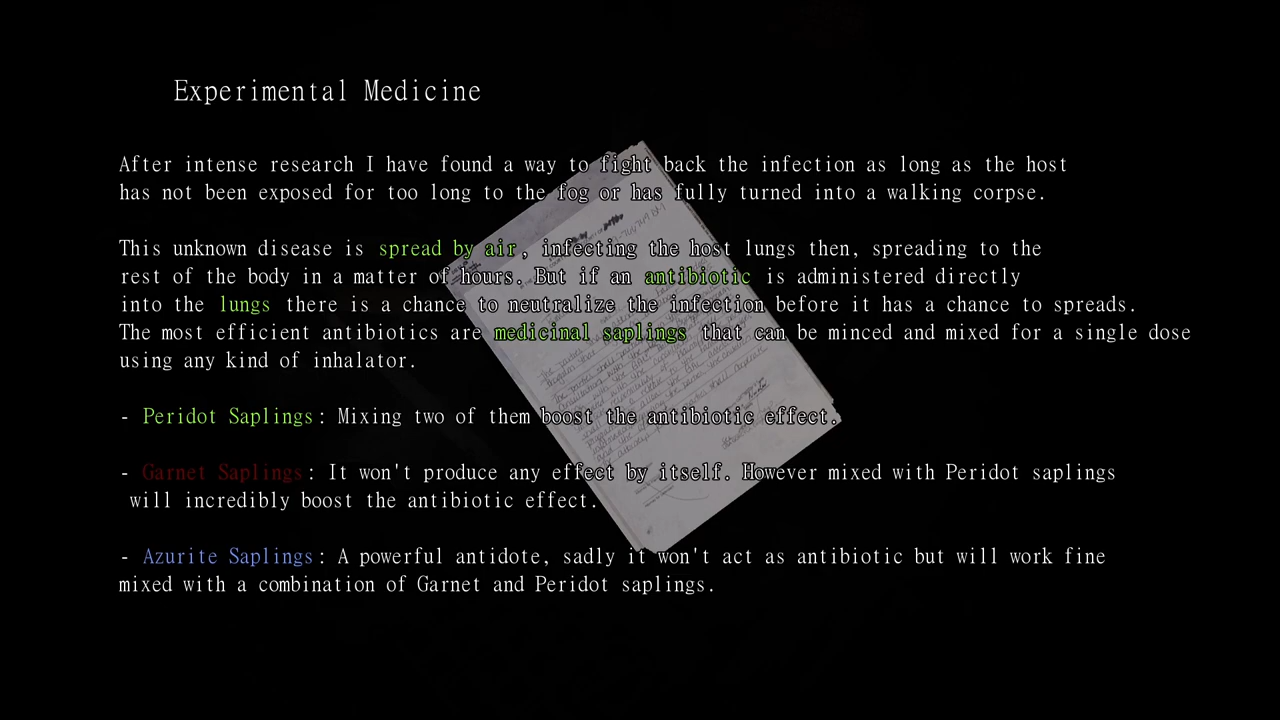 Experimental Medicine
After intense research I have found a way to fight back the infection as long as the host
has not been exposed for too long to the fog or has fully turned into a walking corpse.
This unknown disease is spread by air, infecting the host lungs then, spreading to the
rest of the body in a matter of hours. But if an antibiotic is administered directly
into the lungs there is a chance to neutralize the infection before it has a chance to spreads.
The most efficient antibiotics are medicinal saplings that can be minced and mixed for a single dose
using any kind of inhalator.
- Peridot Saplings: Mixing two of them boost the antibiotic effect.
- Garnet Saplings: It won't produce any effect by itself. However mixed with Peridot saplings
will incredibly boost the antibiotic effect.
- Azurite Saplings: A powerful antidote, sadly it won't act as antibiotic but will work fine
mixed with a combination of Garnet and Peridot saplings.